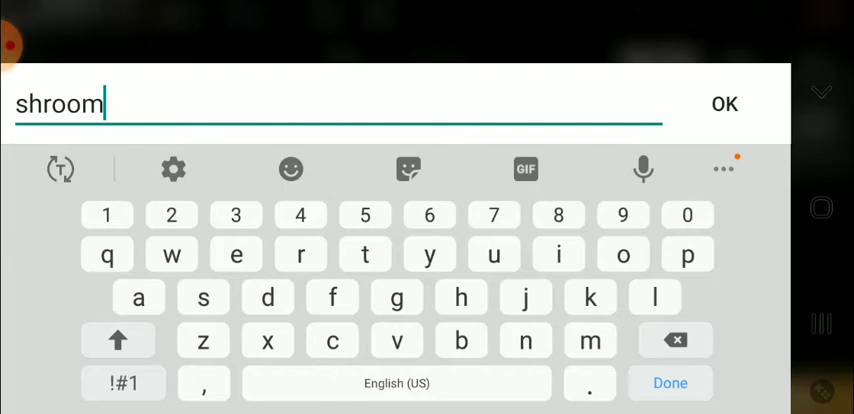 shroom
OK
GIF
1 2 3 4 5 6 7 8 9 0
q w e r t y u i o p
a s d f g h j k l
z x c v b n m
!#1 , English (US) . Done